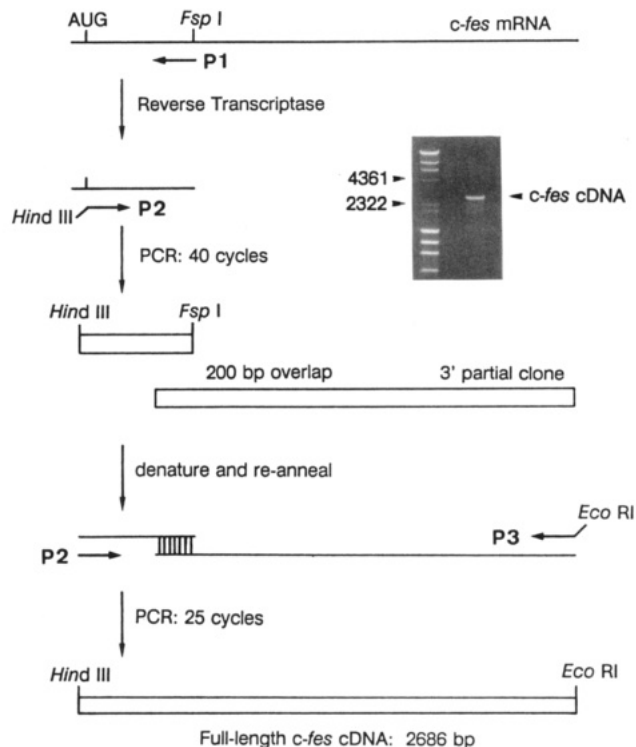 AUG Fsp I c-fes mRNA
P1
Reverse Transcriptase
4361
2322
c-fes cDNA
Hind III P2
PCR: 40 cycles
Hind III Fsp I
200 bp overlap 3' partial clone
denature and re-anneal
Eco RI
P2 P3
PCR: 25 cycles
Hind III Eco RI
Full-length c-fes cDNA: 2686 bp